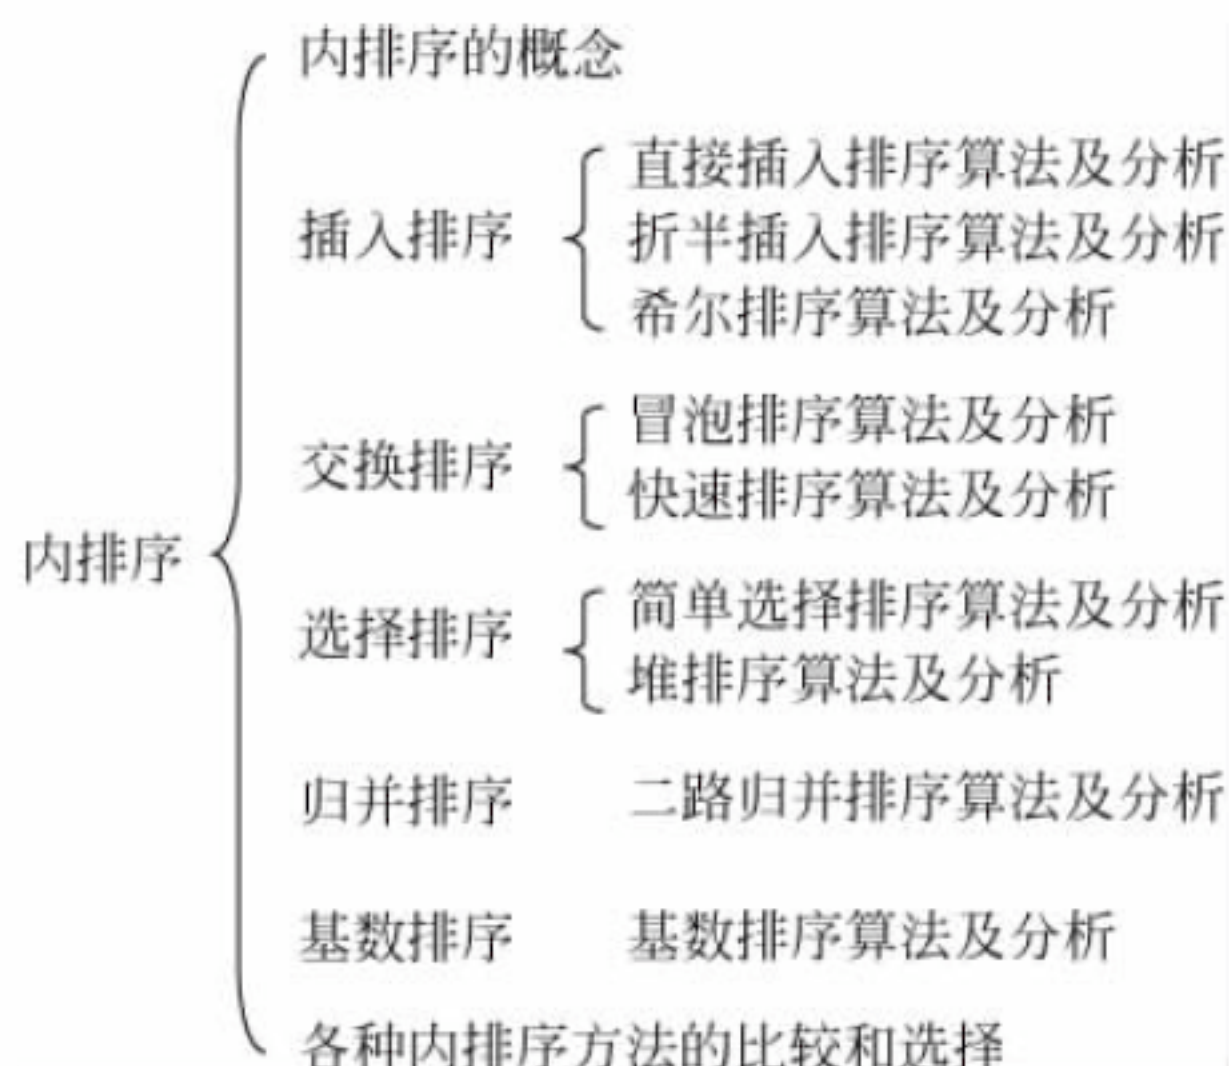 内排序的概念
直接插入排序算法及分析
插入排序
折半插入排序算法及分析
希尔排序算法及分析
冒泡排序算法及分析
交换排序
快速排序算法及分析
内排序
简单选择排序算法及分析
选择排序
堆排序算法及分析
归并排序 二路归并排序算法及分析
基数排序 基数排序算法及分析
各种内排序方法的比较和选择